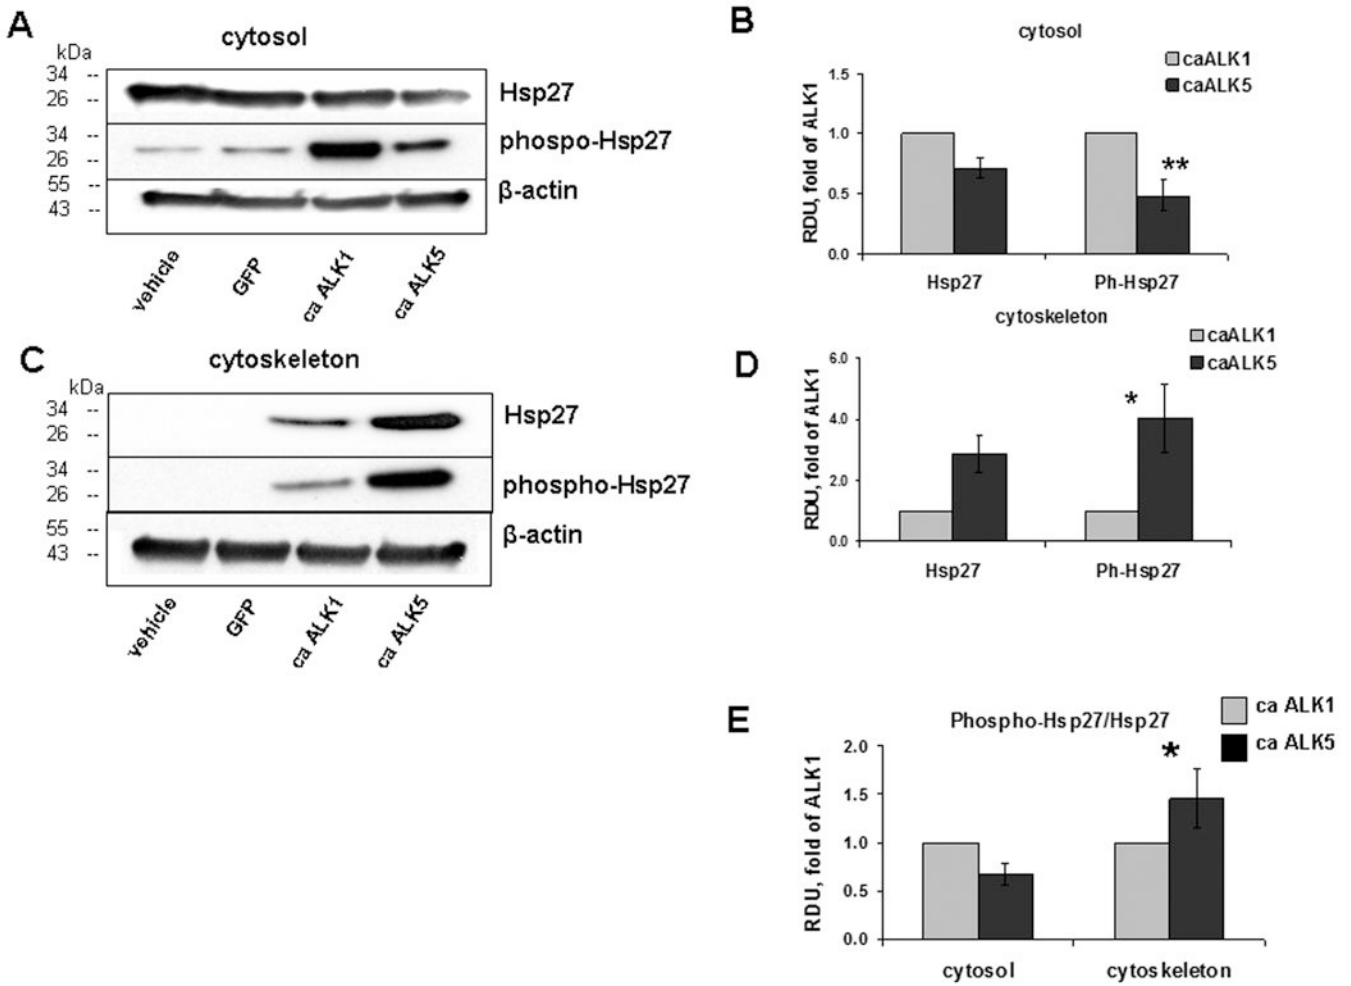 A
cytosol
kDa
34 --
26 --
Hsp27
34 --
26 --
phospo-Hsp27
55 --
43 --
β-actin
vehicle
GFP
ca ALK1
ca ALK5
B
cytosol
caALK1
caALK5
RDU, fold of ALK1
1.5
1.0
0.5
0.0
**
Hsp27
Ph-Hsp27
C
cytoskeleton
kDa
34 --
26 --
Hsp27
34 --
26 --
phospho-Hsp27
55 --
43 --
β-actin
vehicle
GFP
ca ALK1
ca ALK5
D
cytoskeleton
caALK1
caALK5
RDU, fold of ALK1
6.0
4.0
2.0
0.0
*
Hsp27
Ph-Hsp27
E
Phospho-Hsp27/Hsp27
ca ALK1
ca ALK5
RDU, fold of ALK1
2.0
1.5
1.0
0.5
0.0
*
cytosol
cytoskeleton